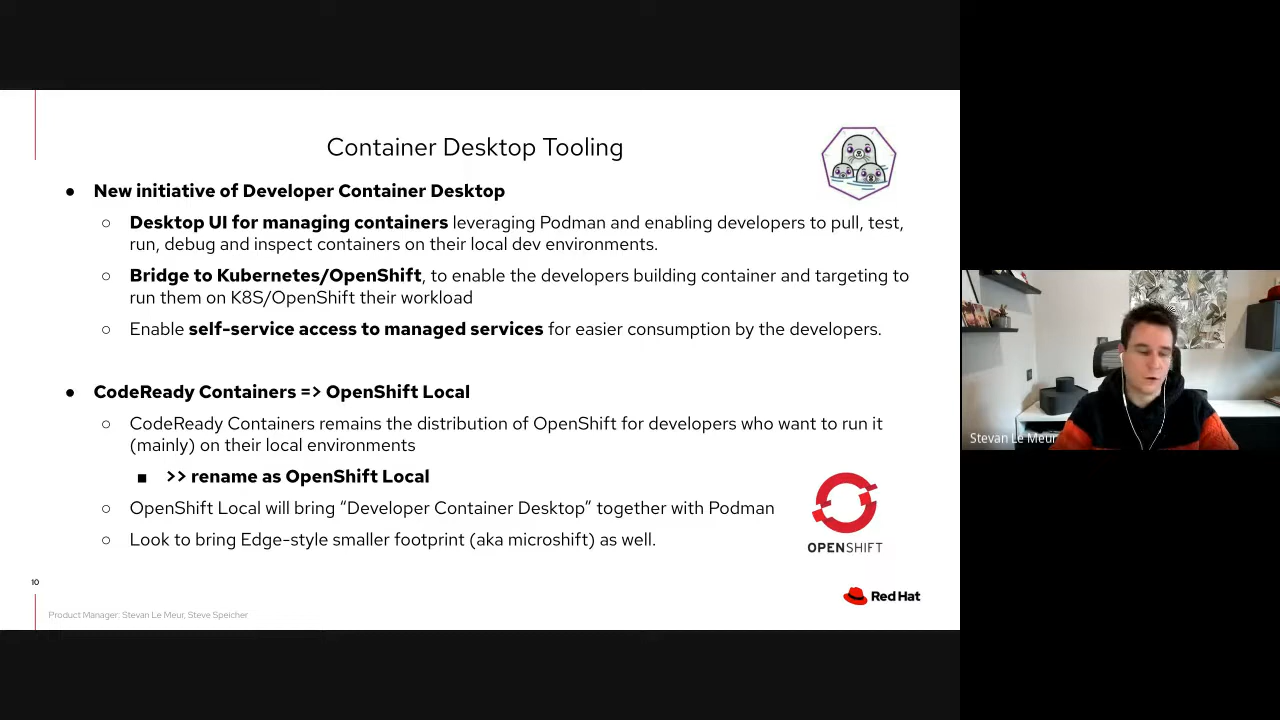 Container Desktop Tooling
● New initiative of Developer Container Desktop
○ Desktop UI for managing containers leveraging Podman and enabling developers to pull, test,
run, debug and inspect containers on their local dev environments.
○ Bridge to Kubernetes/OpenShift, to enable the developers building container and targeting to
run them on K8S/OpenShift their workload
○ Enable self-service access to managed services for easier consumption by the developers.
● CodeReady Containers => OpenShift Local
○ CodeReady Containers remains the distribution of OpenShift for developers who want to run it
(mainly) on their local environments
■ >> rename as OpenShift Local
○ OpenShift Local will bring “Developer Container Desktop” together with Podman
○ Look to bring Edge-style smaller footprint (aka microshift) as well.
OPENSHIFT
10
Red Hat
Product Manager: Stevan Le Meur, Steve Speicher
Stevan Le Meur